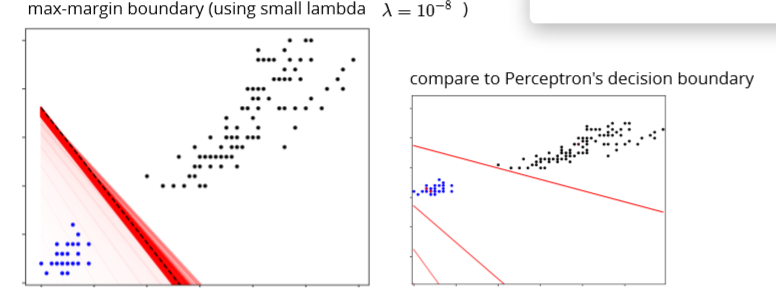 max-margin boundary (using small lambda λ = 10⁻⁸ )
compare to Perceptron's decision boundary